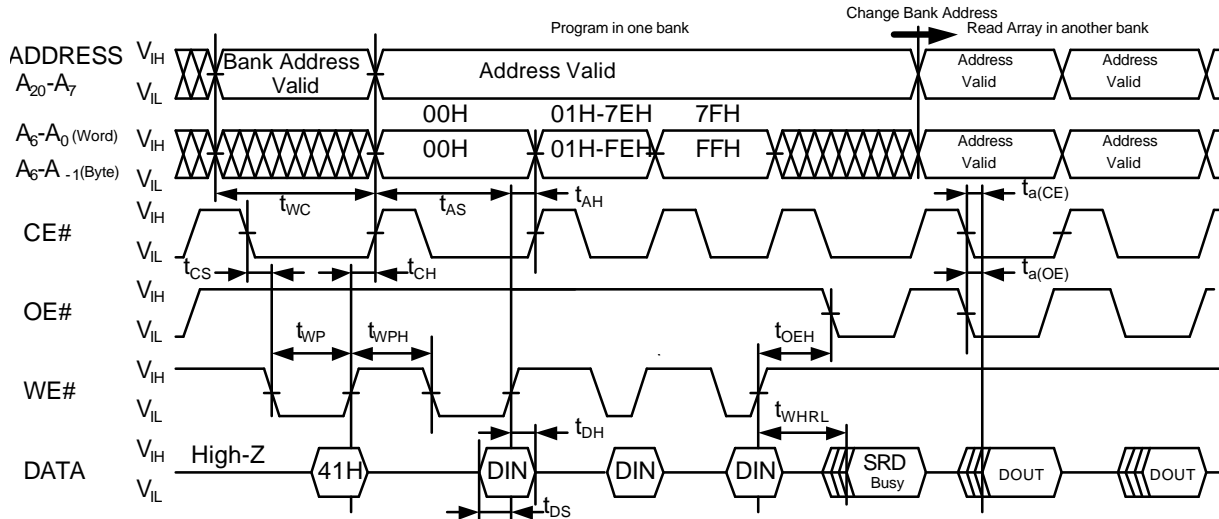 Program in one bank
Change Bank Address
Read Array in another bank
ADDRESS
A20-A7
VIH
VIL
Bank Address
Valid
Address Valid
Address
Valid
Address
Valid
00H
01H-7EH
7FH
A6-A0 (Word)
A6-A -1(Byte)
VIH
VIL
00H
01H-FEH
FFH
Address
Valid
Address
Valid
tWC
tAS
tAH
ta(CE)
CE#
VIH
VIL
tCS
tCH
ta(OE)
OE#
VIH
VIL
tWP
tWPH
tOEH
WE#
VIH
VIL
tWHRL
tDH
DATA
VIH
VIL
High-Z
41H
DIN
DIN
DIN
SRD
Busy
DOUT
DOUT
tDS